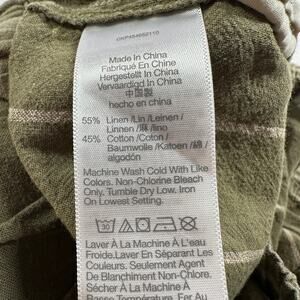 Made In China
Fabriqué En Chine
Hergestellt In China
Vervaardigd In China
中国製
hecho en china
55% Linen /Lin /Leinen /
Linnen /麻 /lino
45% Cotton /Coton /
Baumwolle /Katoen /綿 /
algodón
Machine Wash Cold With Like
Colors. Non-Chlorine Bleach
Only. Tumble Dry Low. Iron
On Lowest Setting.
30
Laver À La Machine À L'eau
Froide.Laver En Séparant Les
Couleurs. Seulement Agent
De Blanchiment Non-Chloré.
Sécher À La Machine À Des